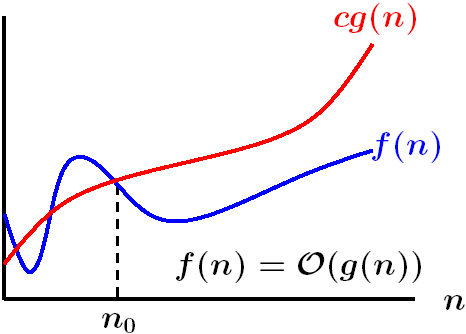 cg(n)
f(n)
f(n) = 𝒪(g(n))
n
n₀